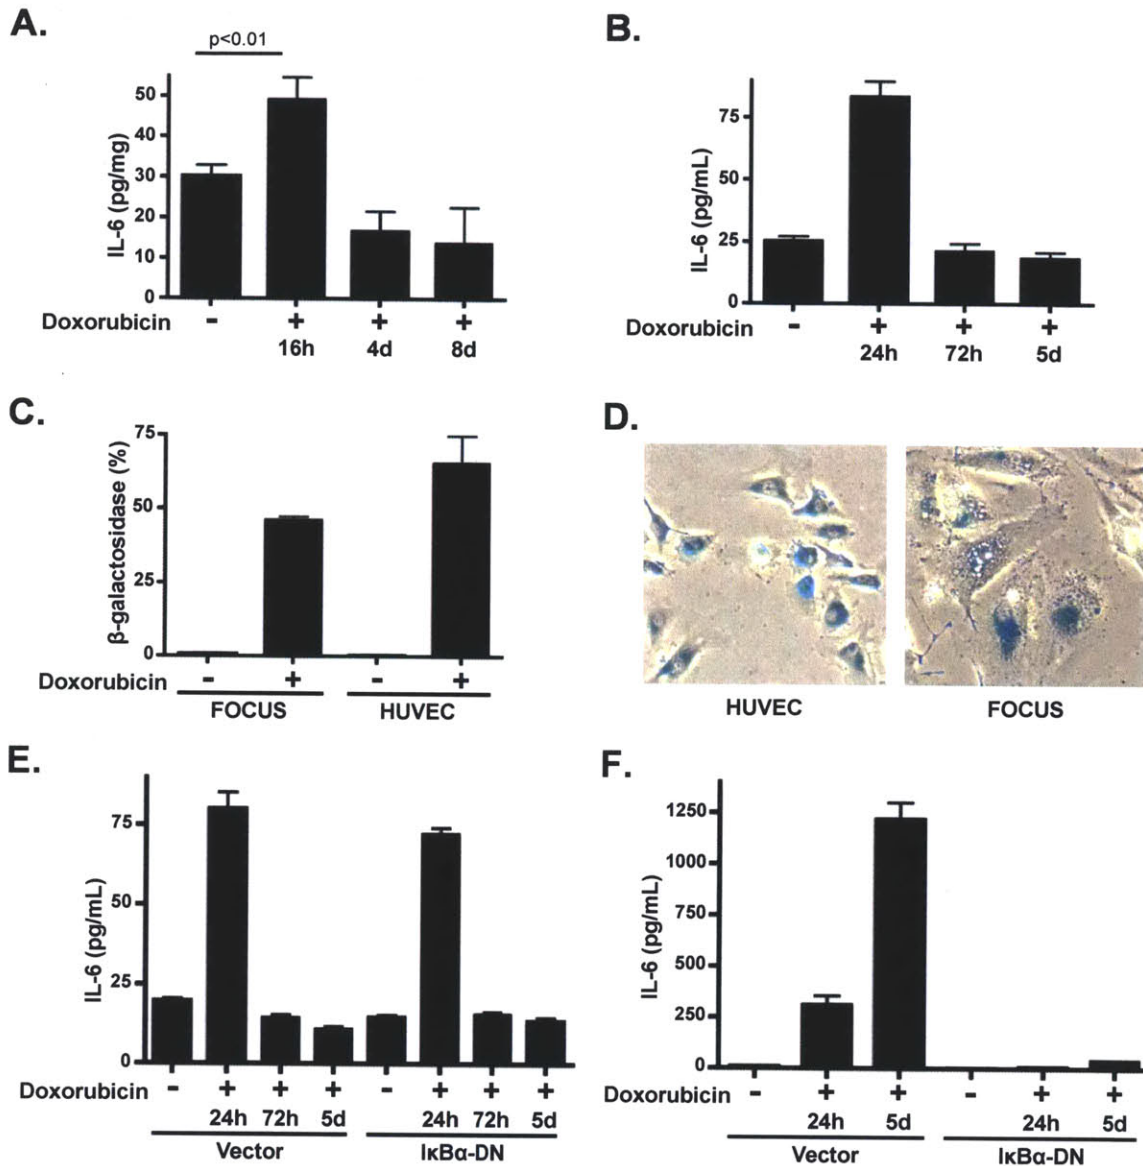 A.
p<0.01
IL-6 (pg/mg)
50
40
30
20
10
0
Doxorubicin - + + +
16h 4d 8d
B.
IL-6 (pg/mL)
75
50
25
0
Doxorubicin - + + +
24h 72h 5d
C.
β-galactosidase (%)
75
50
25
0
Doxorubicin - + - +
FOCUS HUVEC
D.
HUVEC FOCUS
E.
IL-6 (pg/mL)
75
50
25
0
Doxorubicin - + + + - + + +
24h 72h 5d 24h 72h 5d
Vector IκBα-DN
F.
IL-6 (pg/mL)
1250
1000
750
500
250
0
Doxorubicin - + + - + +
24h 5d 24h 5d
Vector IκBα-DN